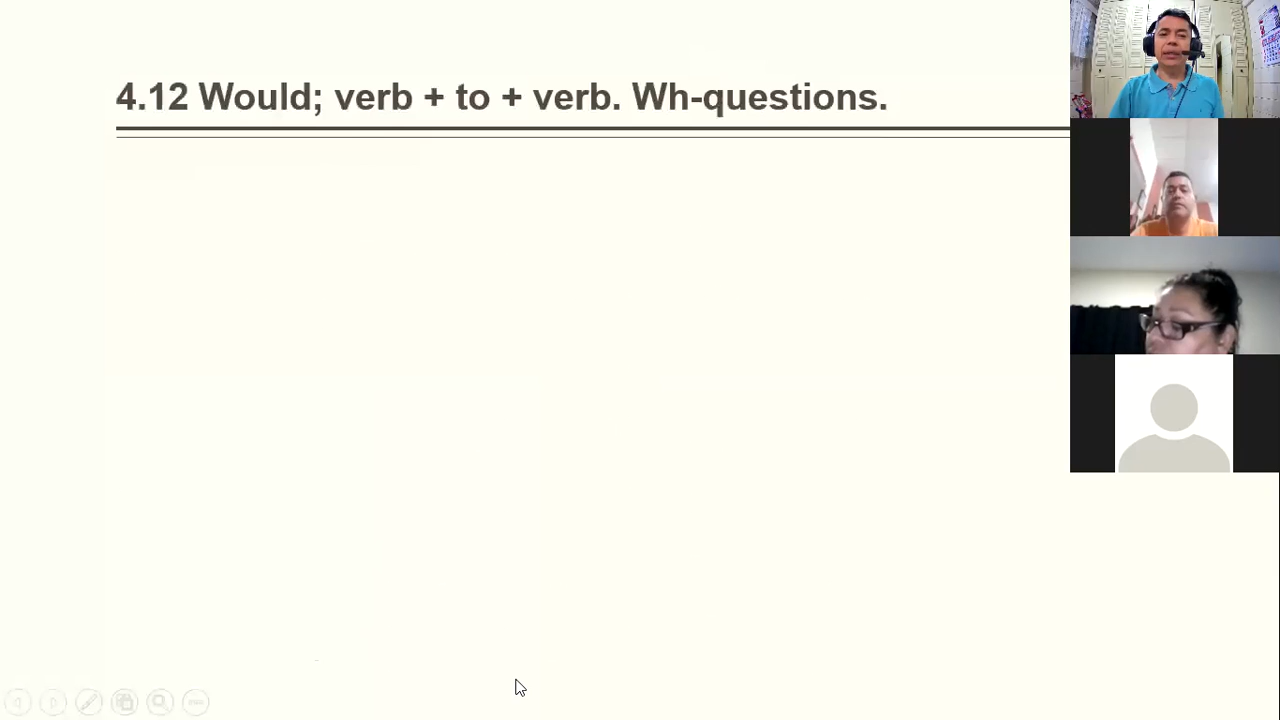 4.12 Would; verb + to + verb. Wh-questions.